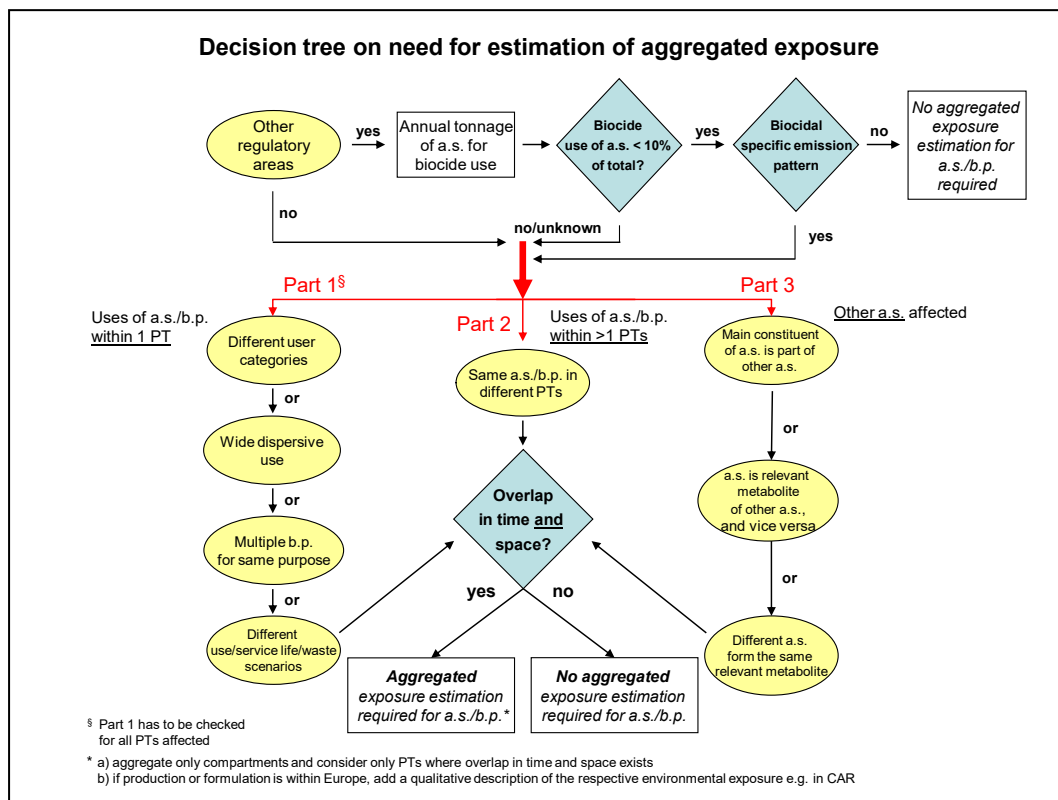 Decision tree on need for estimation of aggregated exposure
Other
regulatory
areas
yes
Annual tonnage
of a.s. for
biocide use
Biocide
use of a.s. < 10%
of total?
yes
Biocidal
specific emission
pattern
no
No aggregated
exposure
estimation for
a.s./b.p.
required
no
no/unknown
yes
Part 1§
Part 2
Part 3
Uses of a.s./b.p.
within 1 PT
Uses of a.s./b.p.
within >1 PTs
Other a.s. affected
Different user
categories
or
Wide dispersive
use
or
Multiple b.p.
for same purpose
or
Different
use/service life/waste
scenarios
Same a.s./b.p. in
different PTs
Overlap
in time and
space?
yes
no
Aggregated
exposure estimation
required for a.s./b.p.*
No aggregated
exposure estimation
required for a.s./b.p.
Main constituent
of a.s. is part of
other a.s.
or
a.s. is relevant
metabolite
of other a.s.,
and vice versa
or
Different a.s.
form the same
relevant metabolite
§ Part 1 has to be checked
for all PTs affected
* a) aggregate only compartments and consider only PTs where overlap in time and space exists
b) if production or formulation is within Europe, add a qualitative description of the respective environmental exposure e.g. in CAR